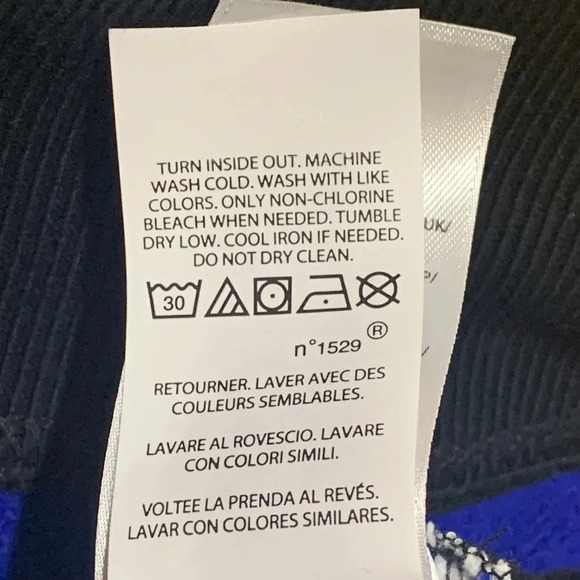 TURN INSIDE OUT. MACHINE
WASH COLD. WASH WITH LIKE
COLORS. ONLY NON-CHLORINE
BLEACH WHEN NEEDED. TUMBLE
DRY LOW. COOL IRON IF NEEDED.
DO NOT DRY CLEAN.
30
®
n°1529
RETOURNER. LAVER AVEC DES
COULEURS SEMBLABLES.
LAVARE AL ROVESCIO. LAVARE
CON COLORI SIMILI.
VOLTEE LA PRENDA AL REVÉS.
LAVAR CON COLORES SIMILARES.
UK/